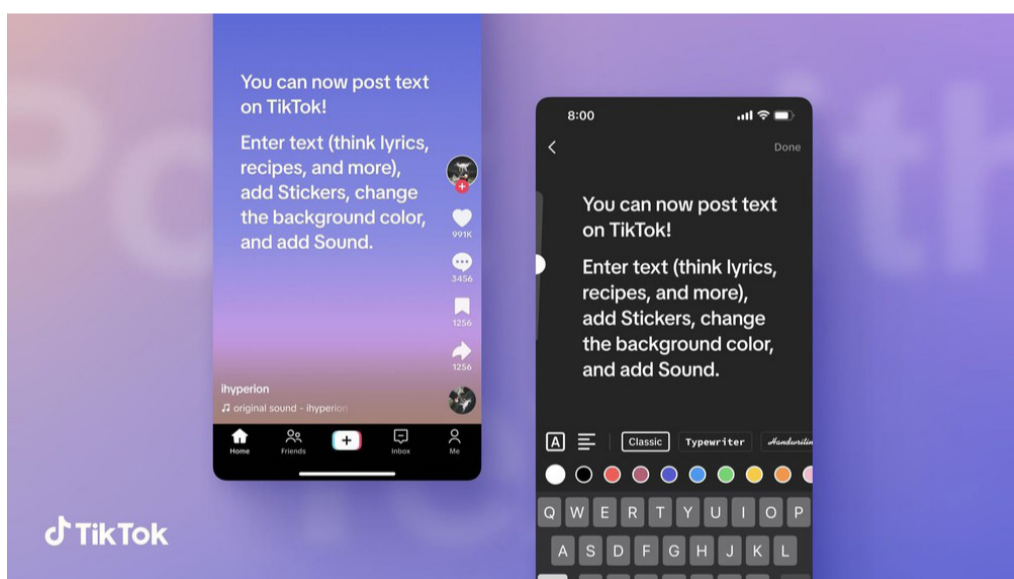 You can now post text
on TikTok!
Enter text (think lyrics,
recipes, and more),
add Stickers, change
the background color,
and add Sound.
991K
3456
1256
1256
ihyperion
original sound - ihyperion
Home
Friends
Inbox
Me
TikTok
8:00
Done
You can now post text
on TikTok!
Enter text (think lyrics,
recipes, and more),
add Stickers, change
the background color,
and add Sound.
A
Classic Typewriter Handwritin
Q W E R T Y U I O P
A S D F G H J K L